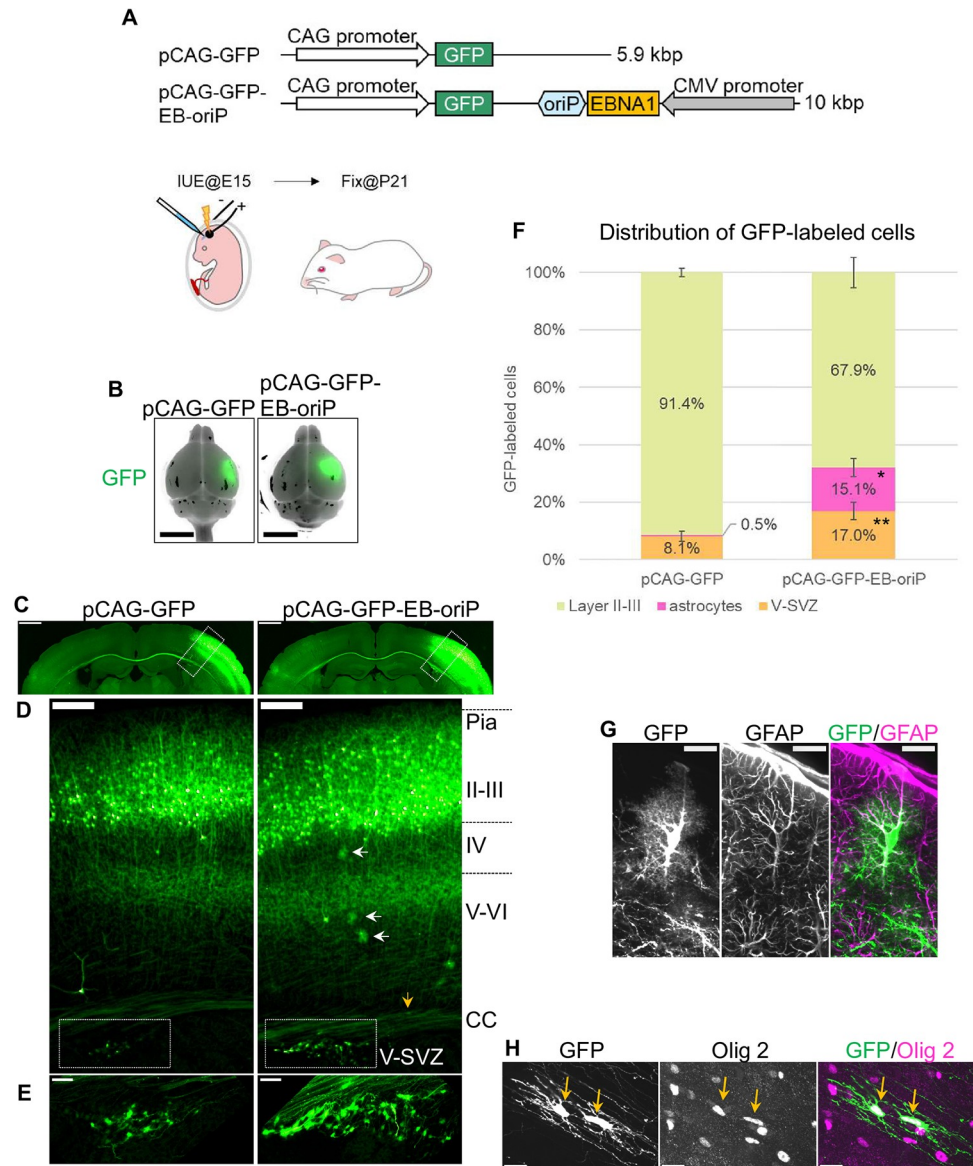 A
pCAG-GFP
CAG promoter
GFP
5.9 kbp
pCAG-GFP-
EB-oriP
CAG promoter
GFP
oriP
EBNA1
CMV promoter
10 kbp
IUE@E15
Fix@P21
-
+
B
pCAG-GFP
pCAG-GFP-
EB-oriP
GFP
C
pCAG-GFP
pCAG-GFP-EB-oriP
D
Pia
II-III
IV
V-VI
CC
V-SVZ
E
F
Distribution of GFP-labeled cells
GFP-labeled cells
100%
80%
60%
40%
20%
0%
91.4%
0.5%
8.1%
67.9%
15.1%
*
17.0%
**
pCAG-GFP
pCAG-GFP-EB-oriP
Layer II-III
astrocytes
V-SVZ
G
GFP
GFAP
GFP/GFAP
H
GFP
Olig 2
GFP/Olig 2